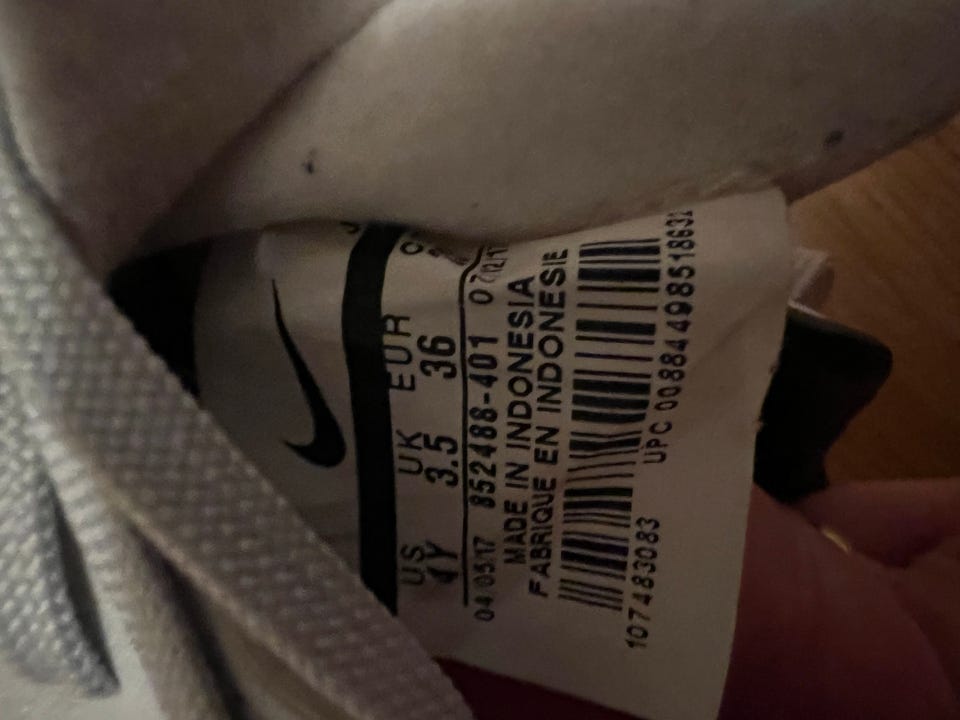 US UK EUR
4Y 3.5 36
04/05/17 852488-401
MADE IN INDONESIA
FABRIQUE EN INDONESIE
107483083 UPC 00884498518632